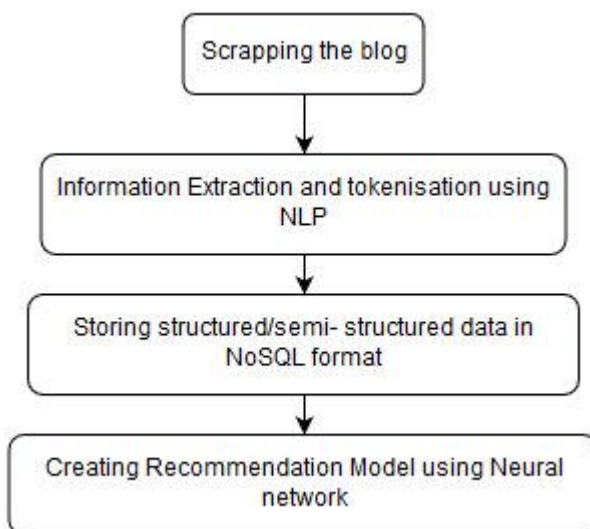 Scrapping the blog
Information Extraction and tokenisation using
NLP
Storing structured/semi- structured data in
NoSQL format
Creating Recommendation Model using Neural
network